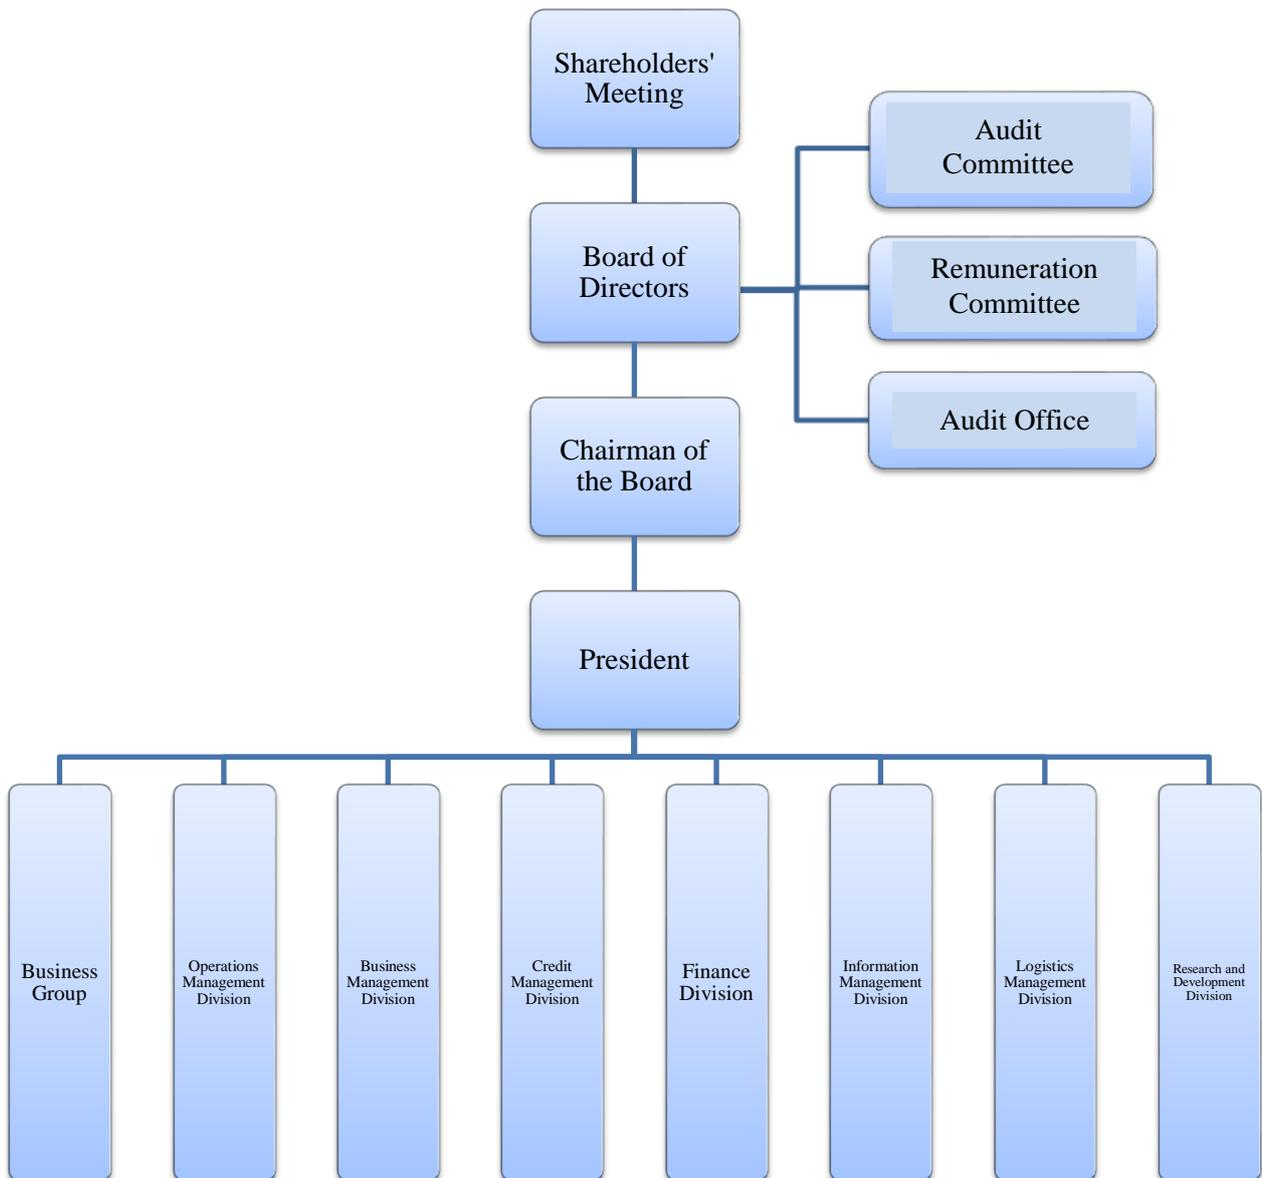 Shareholders'
Meeting
Audit
Committee
Board of
Directors
Remuneration
Committee
Audit Office
Chairman of
the Board
President
Business
Group
Operations
Management
Division
Business
Management
Division
Credit
Management
Division
Finance
Division
Information
Management
Division
Logistics
Management
Division
Research and
Development
Division